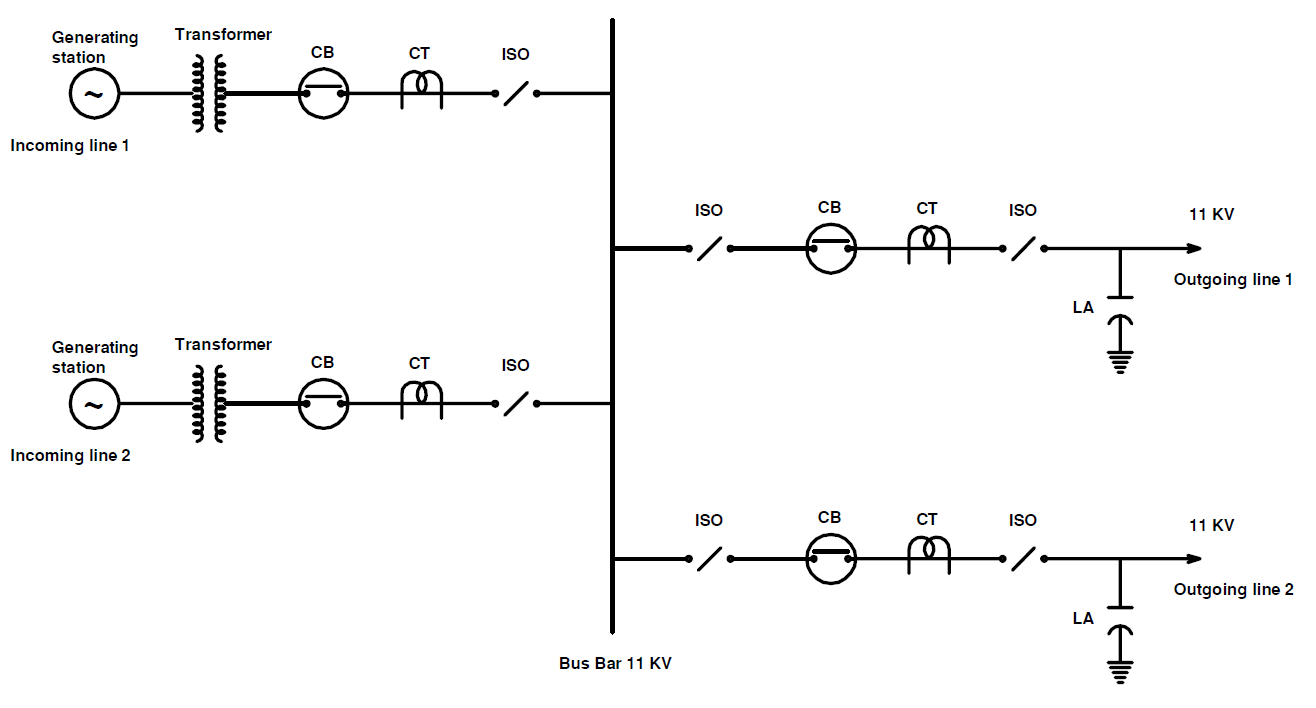 Generating
station
Transformer
CB
CT
ISO
~
Incoming line 1
ISO
CB
CT
ISO
11 KV
Outgoing line 1
LA
Generating
station
Transformer
CB
CT
ISO
~
Incoming line 2
ISO
CB
CT
ISO
11 KV
Outgoing line 2
LA
Bus Bar 11 KV